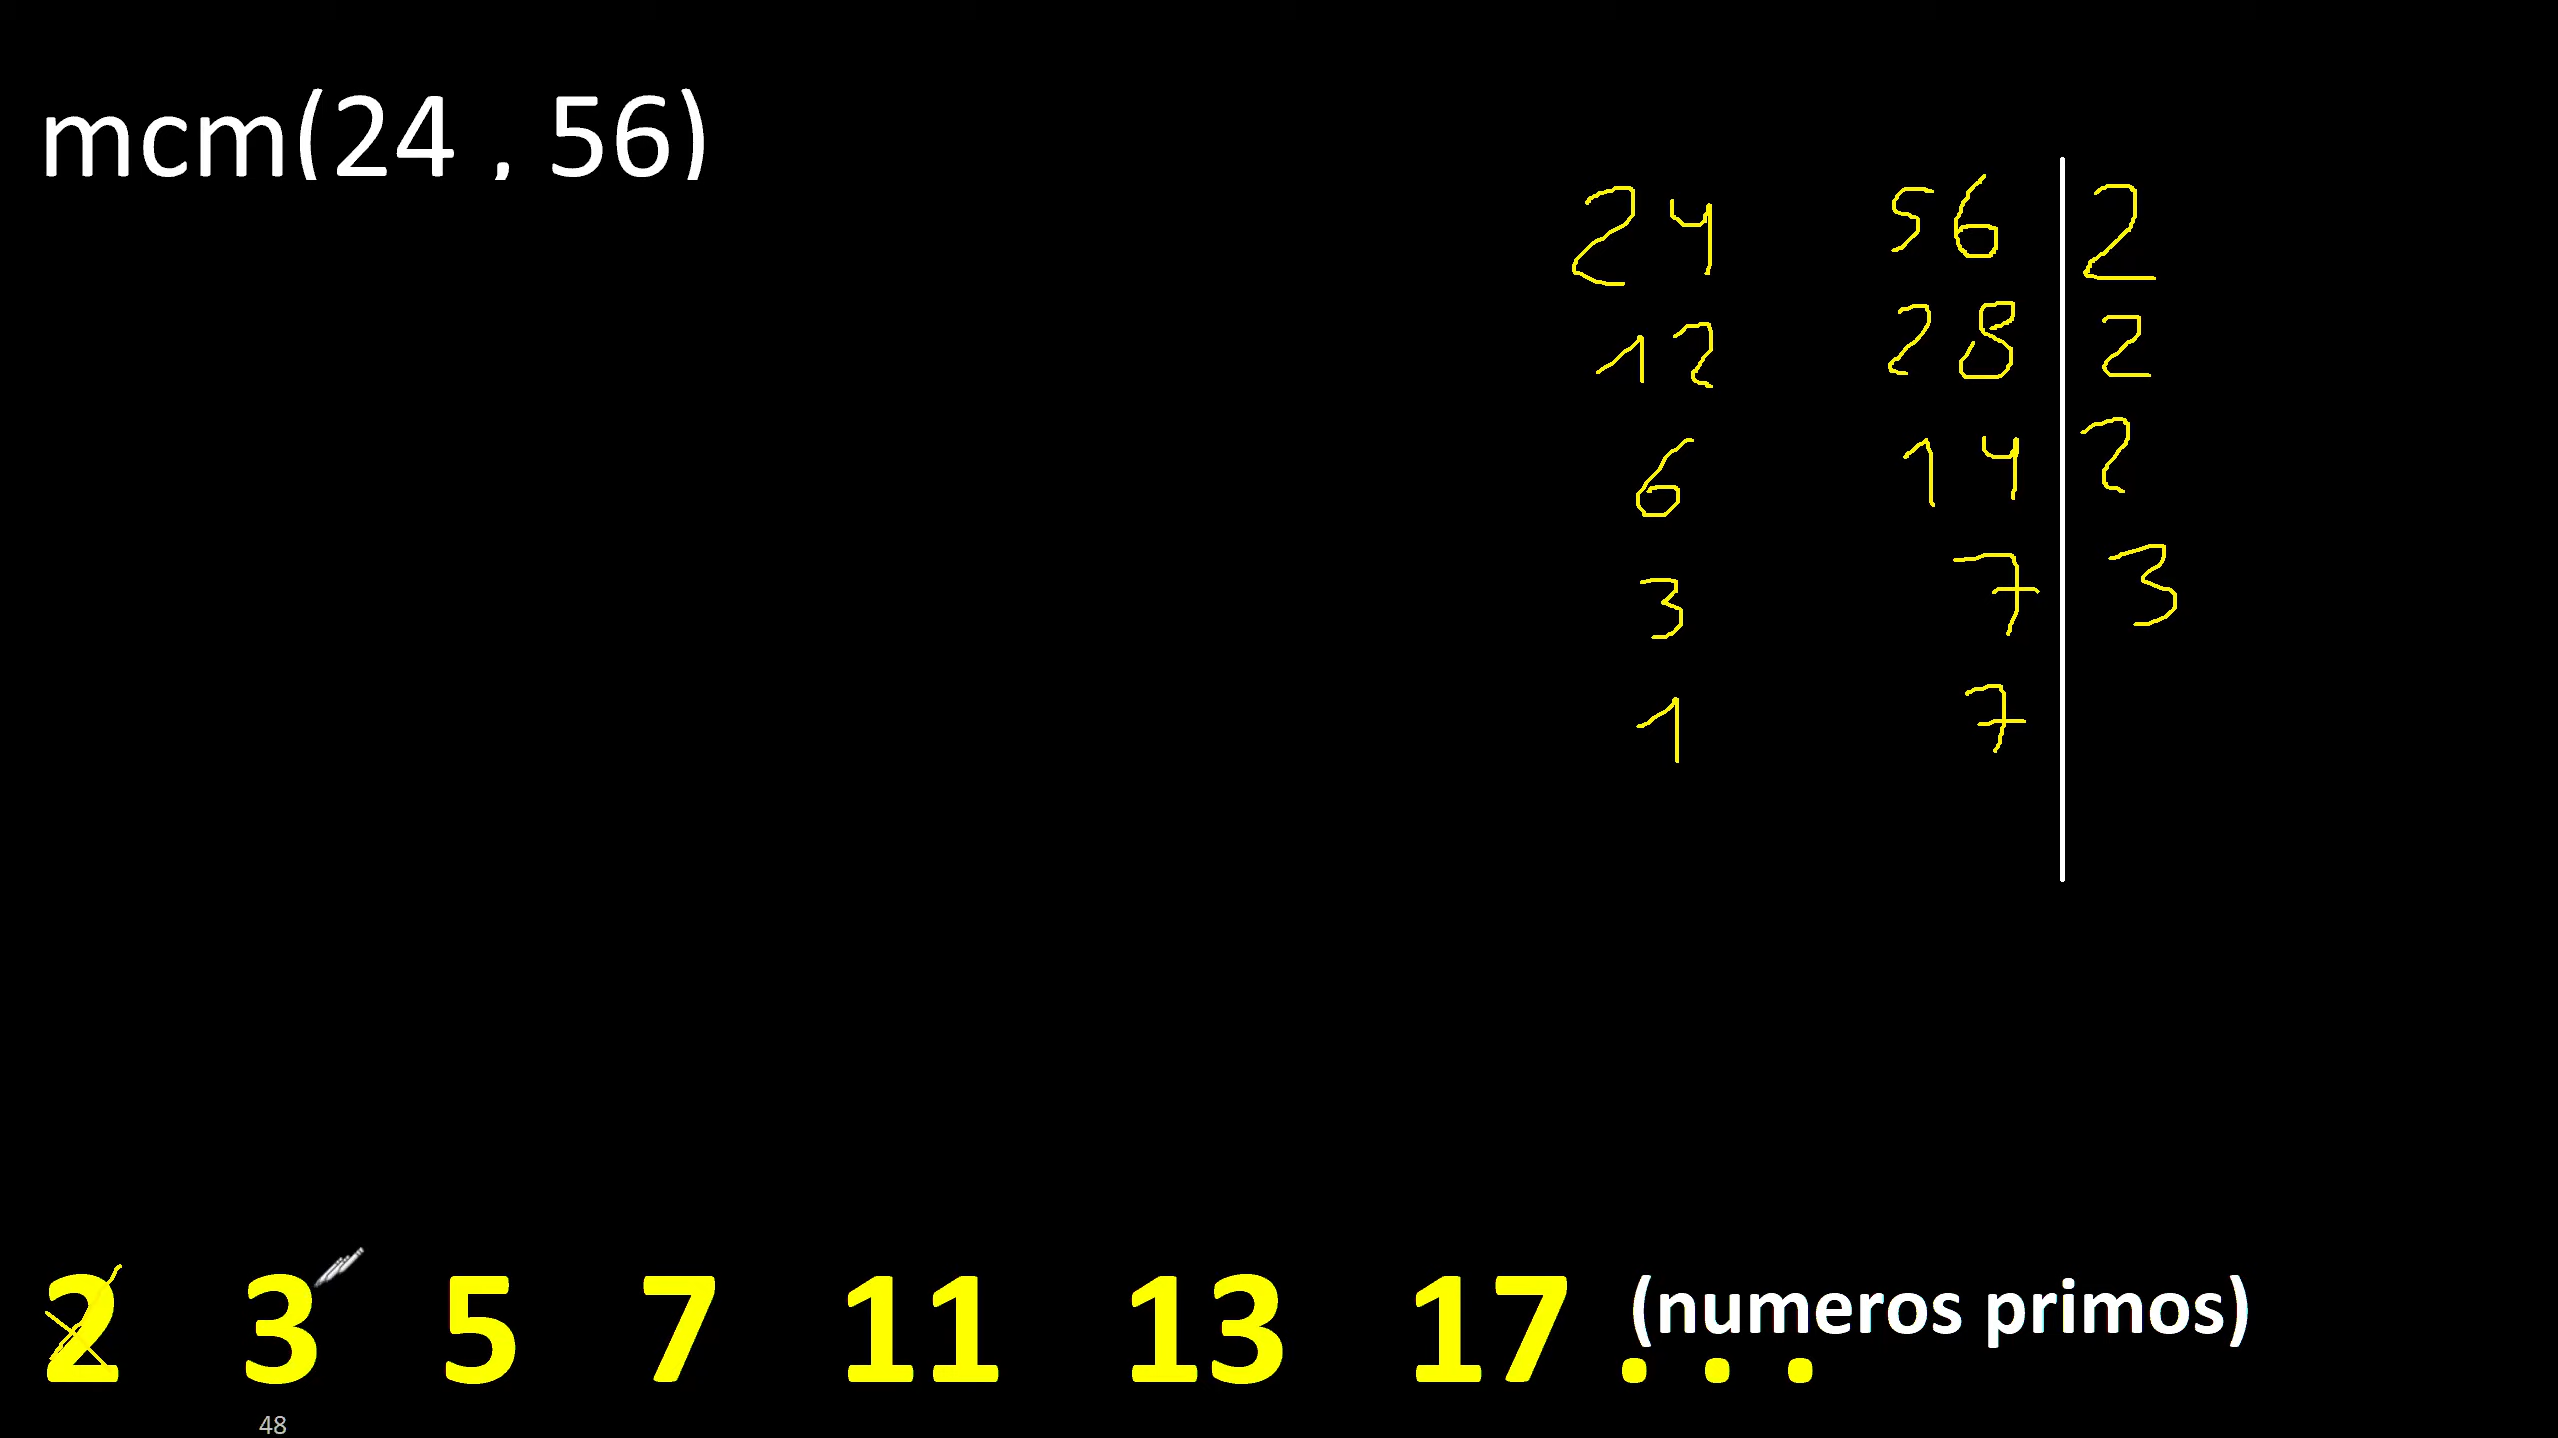 mcm(24 , 56)
24 56 2
12 28 2
6 14 2
3 7 3
1 7
2 3 5 7 11 13 17 . . . (numeros primos)
48